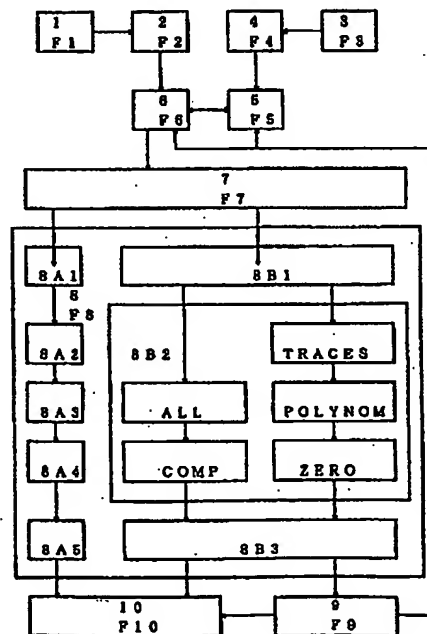 1
F1
2
F2
4
F4
3
F3
6
F6
5
F5
7
F7
8A1
8B1
8
F8
8A2
8B2
TRACES
8A3
ALL
POLYNOM
8A4
COMP
ZERO
8A5
8B3
10
F10
9
F9